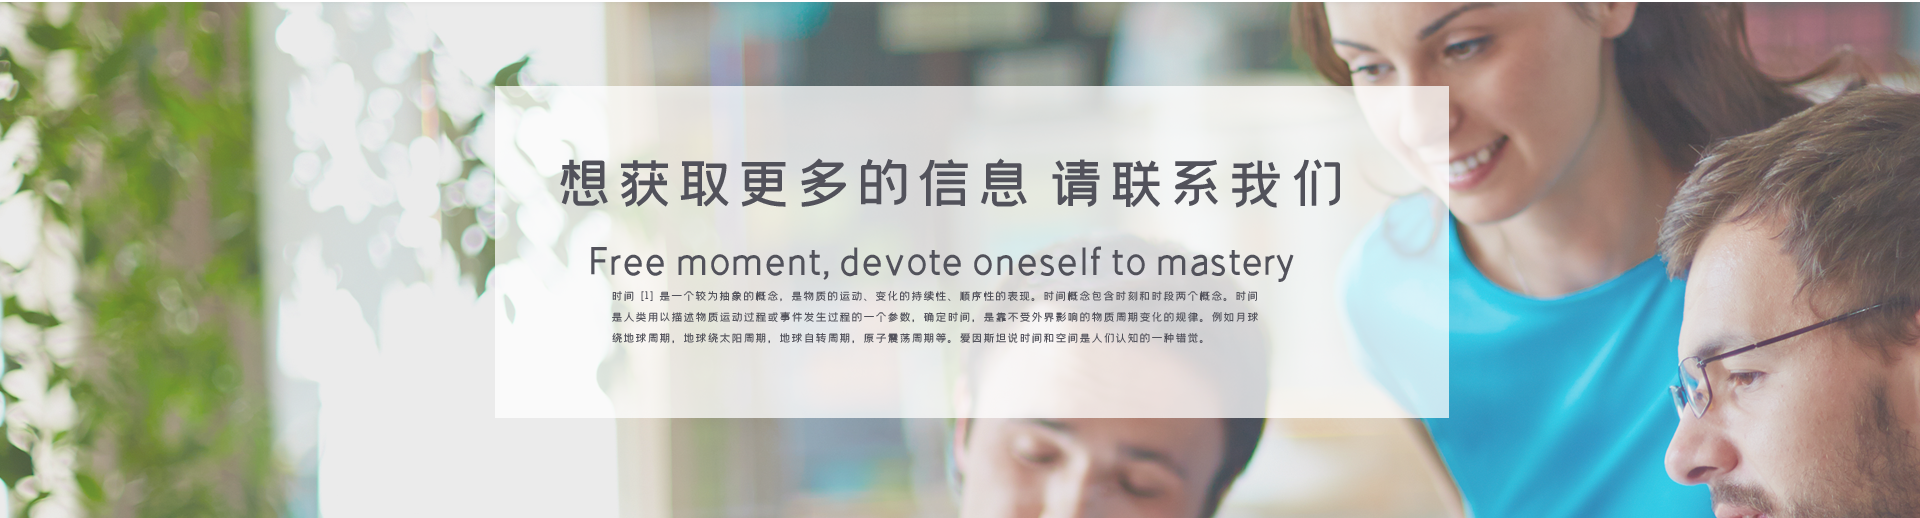 想获取更多的信息 请联系我们
Free moment, devote oneself to mastery
时间 [1] 是一个较为抽象的概念，是物质的运动、变化的持续性、顺序性的表现。时间概念包含时刻和时段两个概念。时间
是人类用以描述物质运动过程或事件发生过程的一个参数，确定时间，是靠不受外界影响的物质周期变化的规律。例如月球
绕地球周期，地球绕太阳周期，地球自转周期，原子震荡周期等。爱因斯坦说时间和空间是人们认知的一种错觉。